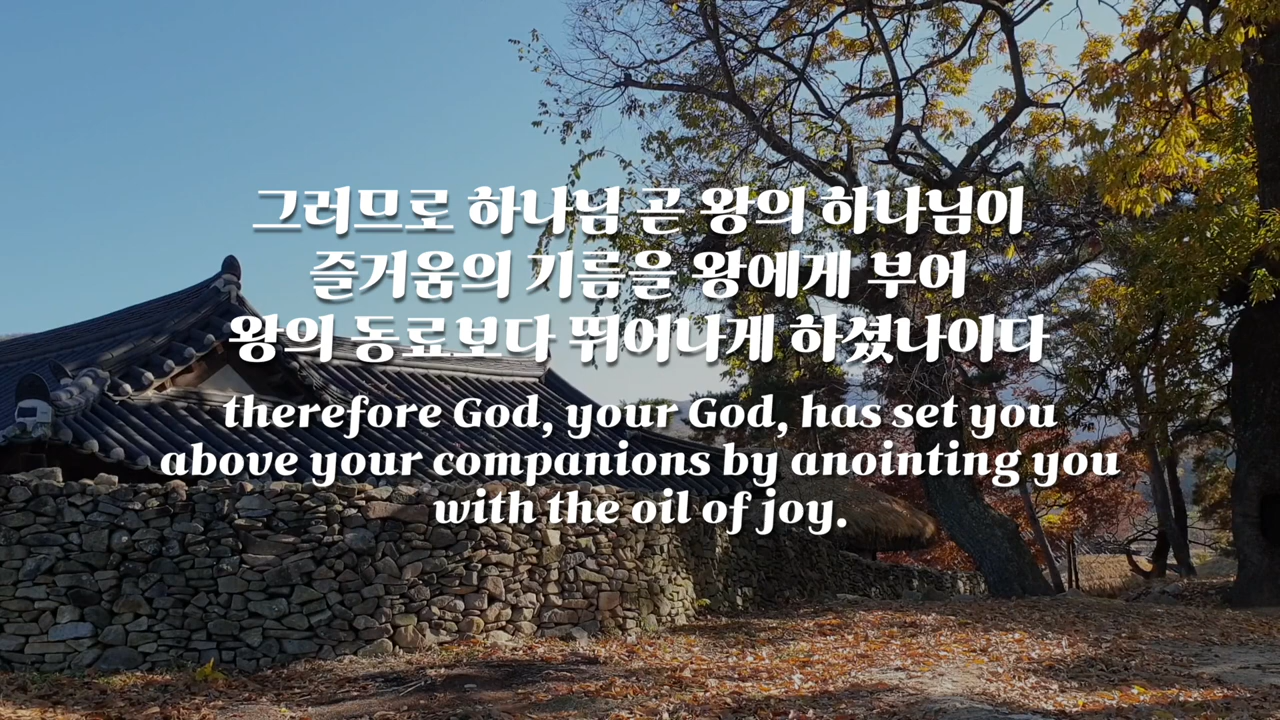 그러므로 하나님 곧 왕의 하나님이
즐거움의 기름을 왕에게 부어
왕의 동료보다 뛰어나게 하셨나이다
therefore God, your God, has set you
above your companions by anointing you
with the oil of joy.